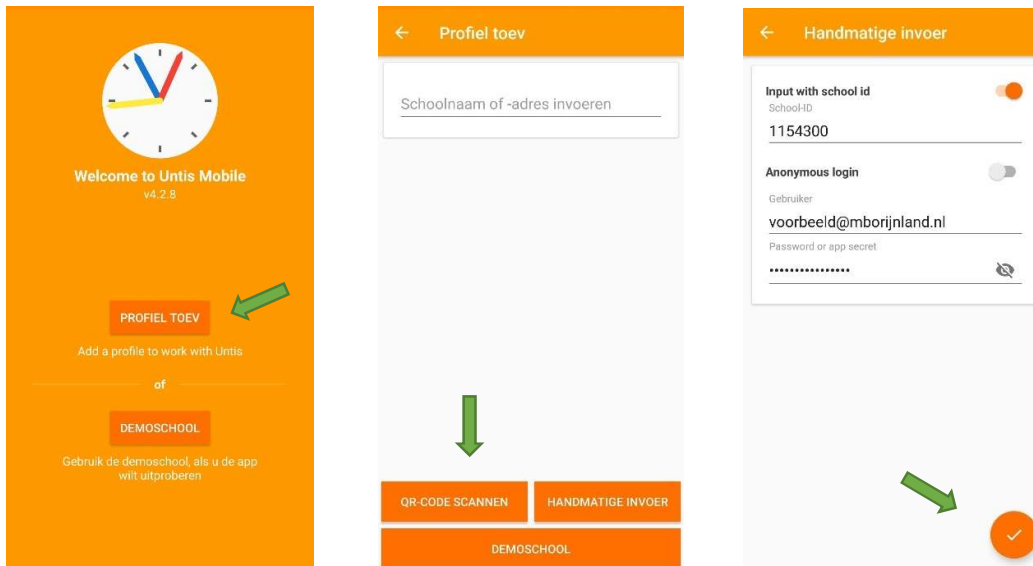 Welcome to Untis Mobile
v4.2.8
PROFIEL TOEV
Add a profile to work with Untis
of
DEMOSCHOOL
Gebruik de demoschool, als u de app
wilt uitproberen
Profiel toev
Schoolnaam of -adres invoeren
QR-CODE SCANNEN
HANDMATIGE INVOER
DEMOSCHOOL
Handmatige invoer
Input with school id
School-ID
1154300
Anonymous login
Gebruiker
voorbeeld@mborijnland.nl
Password or app secret
••••••••••••••••